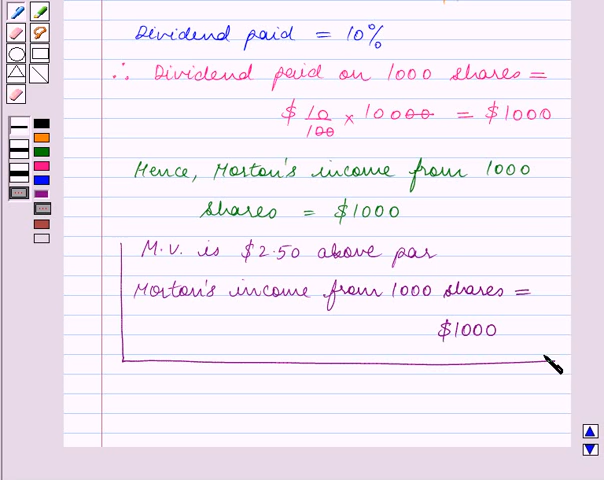 Dividend paid = 10%
∴ Dividend paid on 1000 shares =
$ 10/100 × 10000 = $1000
Hence, Morton's income from 1000
shares = $1000
M.V. is $2.50 above par
Morton's income from 1000 shares =
$1000